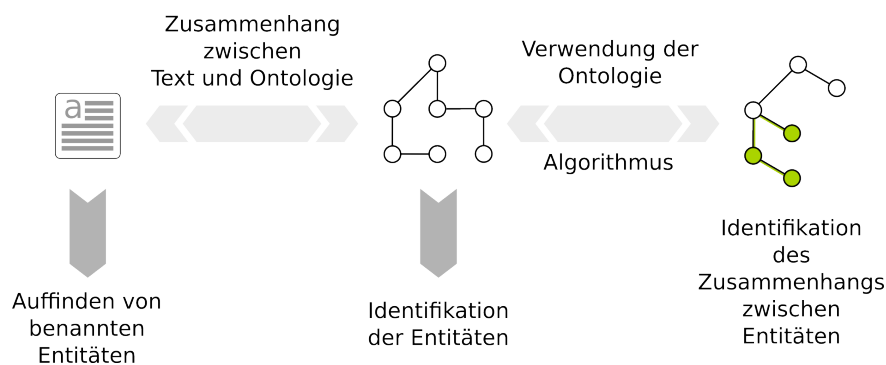 Zusammenhang
zwischen
Text und Ontologie
Verwendung der
Ontologie
a
Algorithmus
Identifikation
des
Zusammenhangs
zwischen
Entitäten
Auffinden von
benannten
Entitäten
Identifikation
der Entitäten